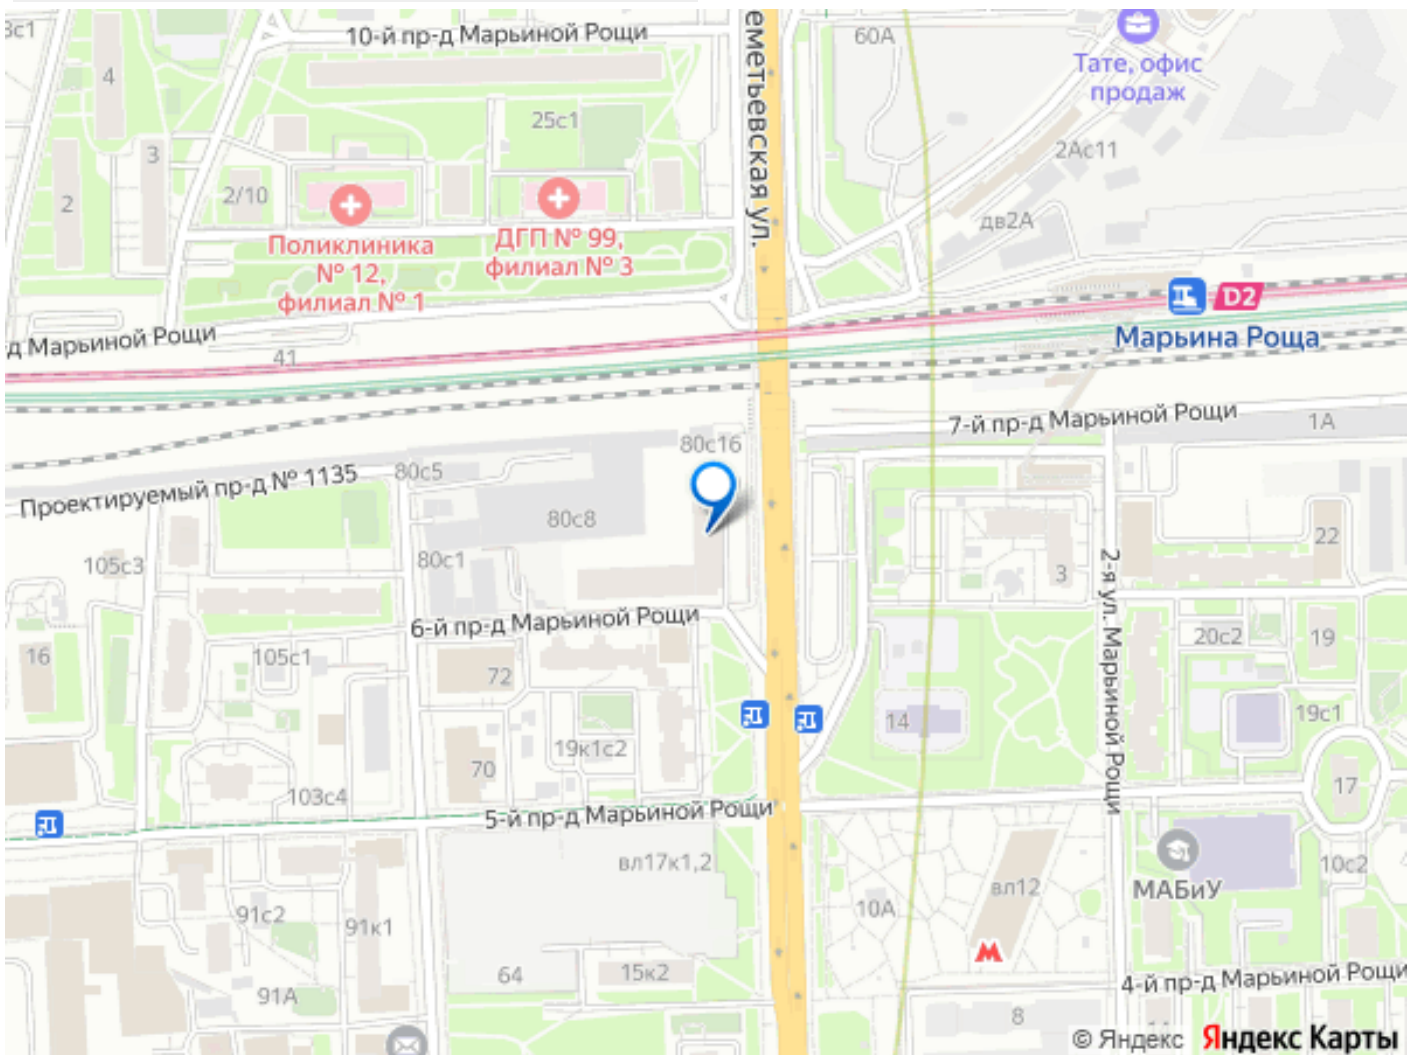 3с1
10-й пр-д Марьиной Рощи
еметьевская ул.
60А
Тате, офис
продаж
4
25с1
3
2Ас11
2
2/10
дв2А
Поликлиника
№ 12,
филиал № 1
ДГП № 99,
филиал № 3
D2
Марьина Роща
д Марьиной Рощи
41
7-й пр-д Марьиной Рощи
1А
80с16
80с5
Проектируемый пр-д № 1135
80с8
22
80с1
105с3
3
2-я ул. Марьиной Рощи
6-й пр-д Марьиной Рощи
20с2
19
16
105с1
72
19с1
14
19к1с2
70
17
103с4
5-й пр-д Марьиной Рощи
вл17к1,2
10с2
вл12
МАБиУ
10А
91с2
91к1
64
15к2
4-й пр-д Марьиной Рощи
91А
8
© Яндекс Яндекс Карты